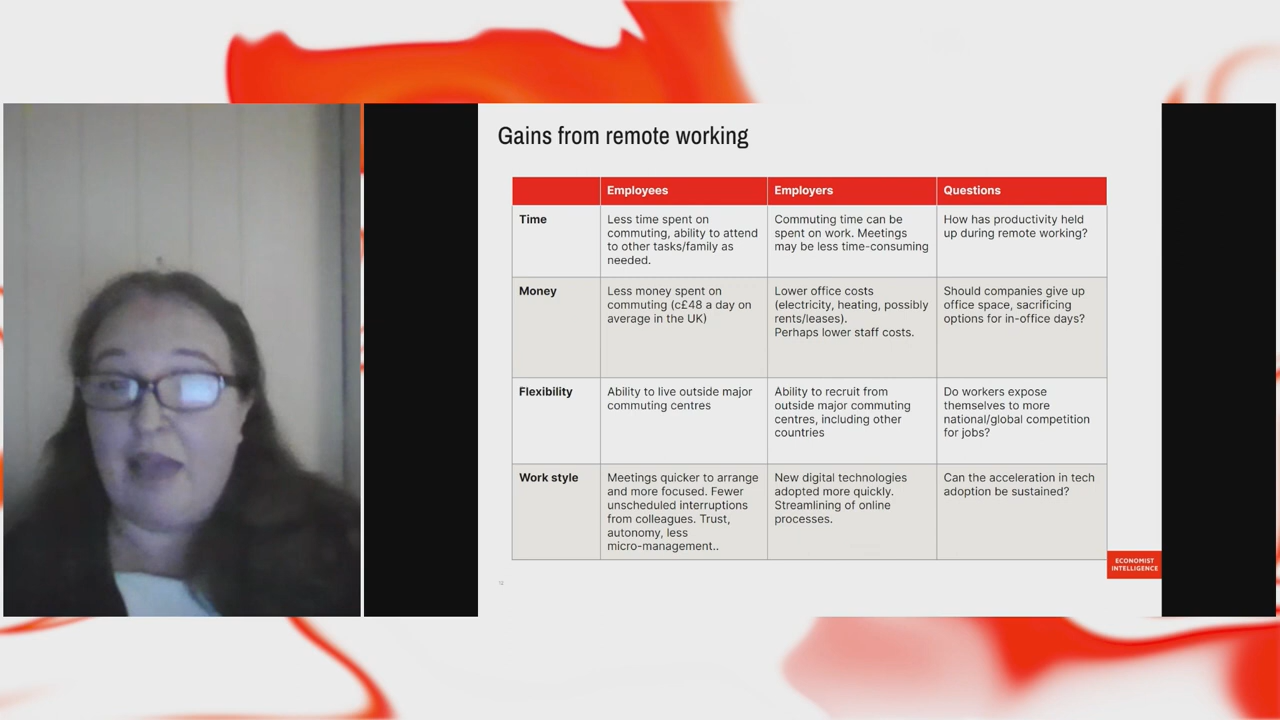 Gains from remote working
Employees
Employers
Questions
Time
Less time spent on
commuting, ability to attend
to other tasks/family as
needed.
Commuting time can be
spent on work. Meetings
may be less time-consuming
How has productivity held
up during remote working?
Money
Less money spent on
commuting (c£48 a day on
average in the UK)
Lower office costs
(electricity, heating, possibly
rents/leases).
Perhaps lower staff costs.
Should companies give up
office space, sacrificing
options for in-office days?
Flexibility
Ability to live outside major
commuting centres
Ability to recruit from
outside major commuting
centres, including other
countries
Do workers expose
themselves to more
national/global competition
for jobs?
Work style
Meetings quicker to arrange
and more focused. Fewer
unscheduled interruptions
from colleagues. Trust,
autonomy, less
micro-management..
New digital technologies
adopted more quickly.
Streamlining of online
processes.
Can the acceleration in tech
adoption be sustained?
ECONOMIST
INTELLIGENCE